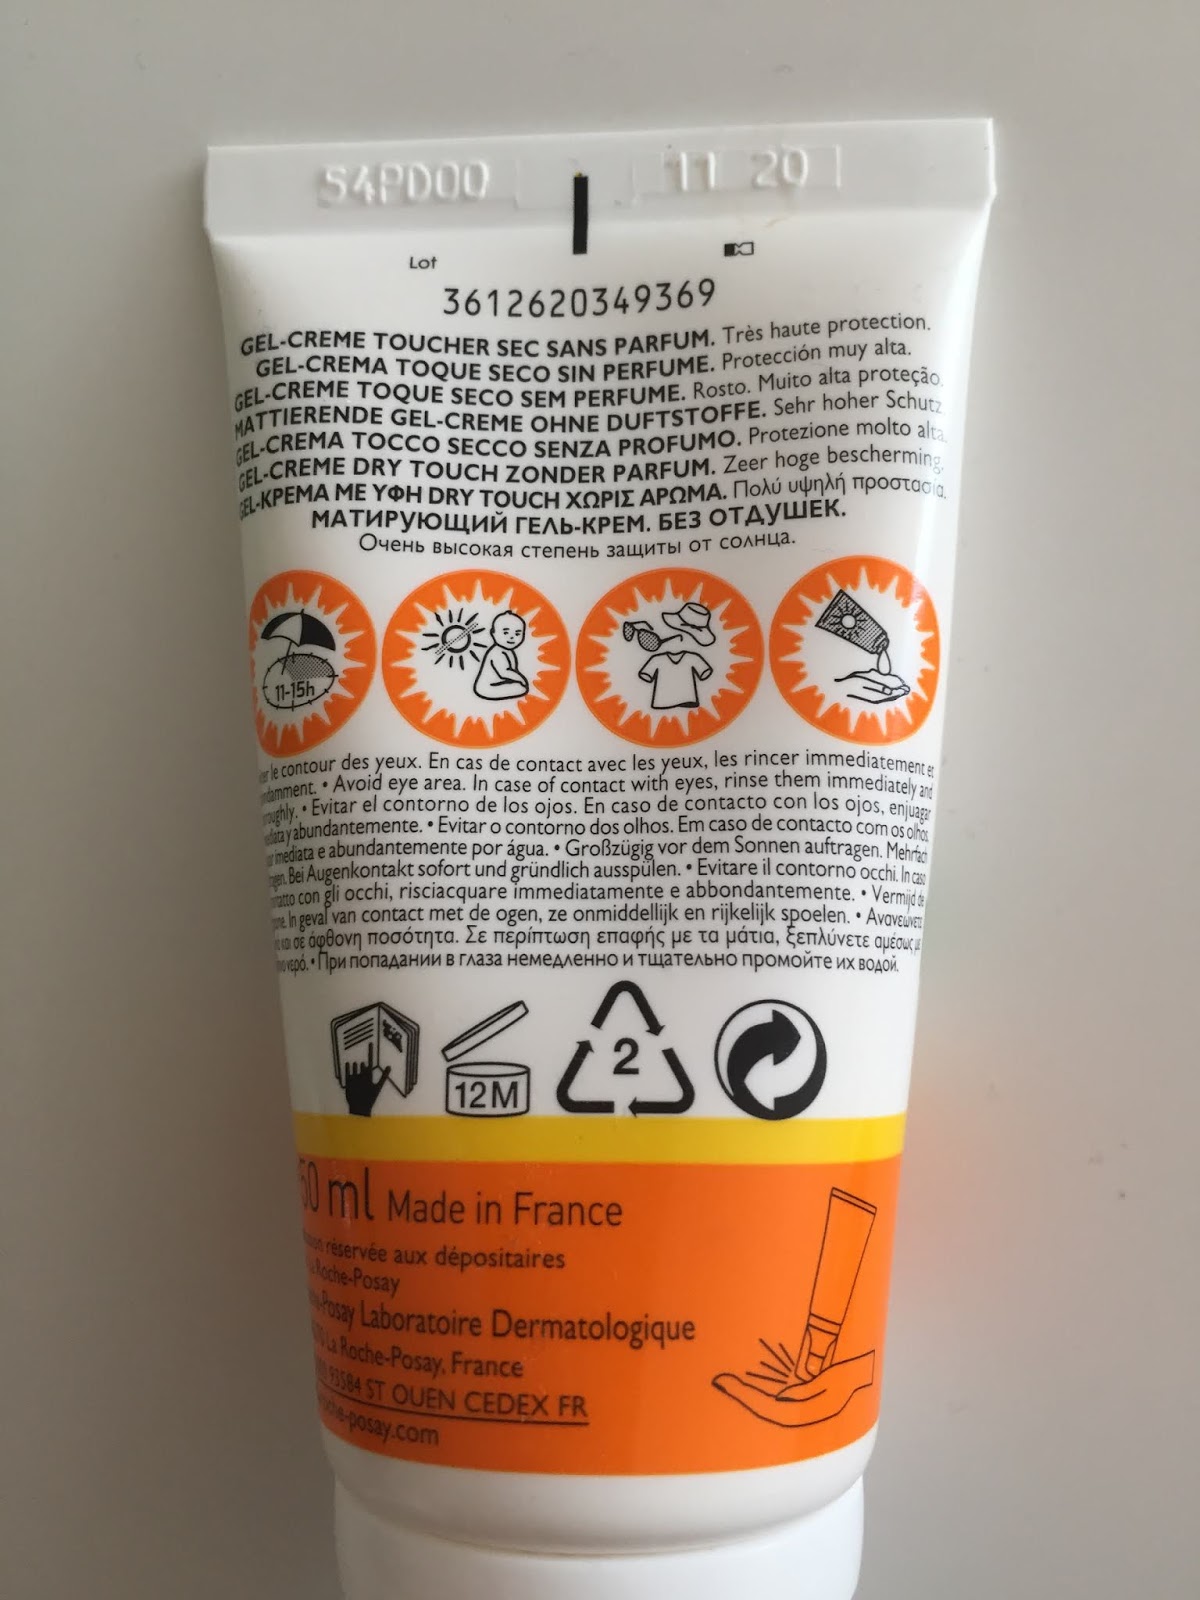 S4PD00 11 20
Lot
3612620349369
GEL-CREME TOUCHER SEC SANS PARFUM. Très haute protection.
GEL-CREMA TOQUE SECO SIN PERFUME. Protección muy alta.
GEL-CREME TOQUE SECO SEM PERFUME. Rosto. Muito alta proteção.
MATTIERENDE GEL-CREME OHNE DUFTSTOFFE. Sehr hoher Schutz
GEL-CREMA TOCCO SECCO SENZA PROFUMO. Protezione molto alta.
GEL-CREME DRY TOUCH ZONDER PARFUM. Zeer hoge bescherming.
GEL-ΚΡΕΜΑ ΜΕ ΥΦΗ DRY TOUCH ΧΩΡΙΣ ΑΡΩΜΑ. Πολύ υψηλή προστασία.
МАТИРУЮЩИЙ ГЕЛЬ-КРЕМ. БЕЗ ОТДУШЕК.
Очень высокая степень защиты от солнца.
11-15h
le contour des yeux. En cas de contact avec les yeux, les rincer immediatement et
• Avoid eye area. In case of contact with eyes, rinse them immediately and
• Evitar el contorno de los ojos. En caso de contacto con los ojos, enjuagar
y abundantemente. • Evitar o contorno dos olhos. Em caso de contacto com os olhos,
imediata e abundantemente por água. • Großzügig vor dem Sonnen auftragen. Mehrfach
Bei Augenkontakt sofort und gründlich ausspülen. • Evitare il contorno occhi. In caso
con gli occhi, risciacquare immediatamente e abbondantemente. • Vermijd de
In geval van contact met de ogen, ze onmiddellijk en rijkelijk spoelen. • Ανανεώνετε
και σε άφθονη ποσότητα. Σε περίπτωση επαφής με τα μάτια, ξεπλύνετε αμέσως με
νερό. • При попадании в глаза немедленно и тщательно промойте их водой.
12M
2
50 ml Made in France
réservée aux dépositaires
La Roche-Posay
Laboratoire Dermatologique
La Roche-Posay, France
93584 ST OUEN CEDEX FR